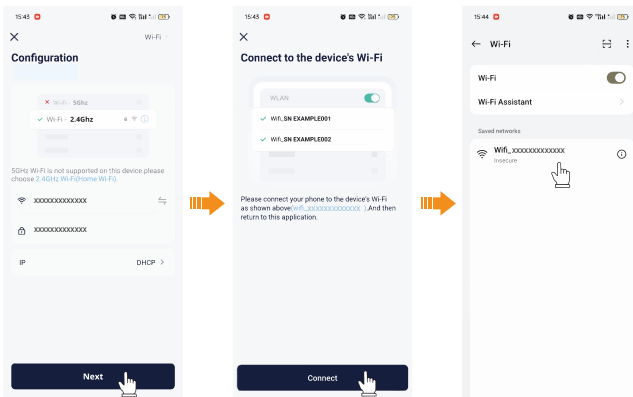 15:43
Wi-Fi
Configuration
Wi-Fi - 5Ghz
Wi-Fi - 2.4Ghz
5GHz Wi-Fi is not supported on this device,please
choose 2.4GHz Wi-Fi(Home Wi-Fi).
XXXXXXXXXXXXX
XXXXXXXXXXXXX
IP
DHCP >
Next
15:43
Connect to the device's Wi-Fi
WLAN
Wifi_SN EXAMPLE001
Wifi_SN EXAMPLE002
Please connect your phone to the device's Wi-Fi
as shown above(wifi_xxxxxxxxxxxxx ).And then
return to this application.
Connect
15:44
Wi-Fi
Wi-Fi
Wi-Fi Assistant
Saved networks
Wifi_xxxxxxxxxxxxx
Insecure